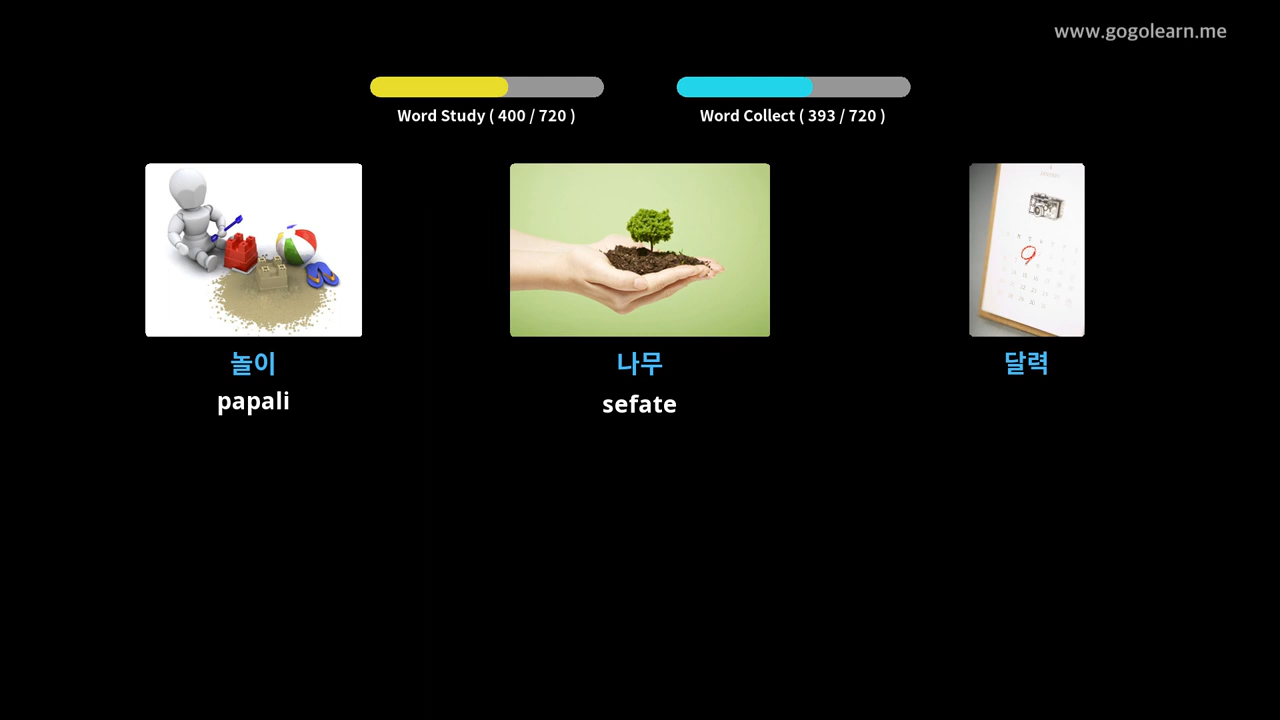 www.gogolearn.me
Word Study ( 400 / 720 )
Word Collect ( 393 / 720 )
놀이
나무
달력
papali
sefate